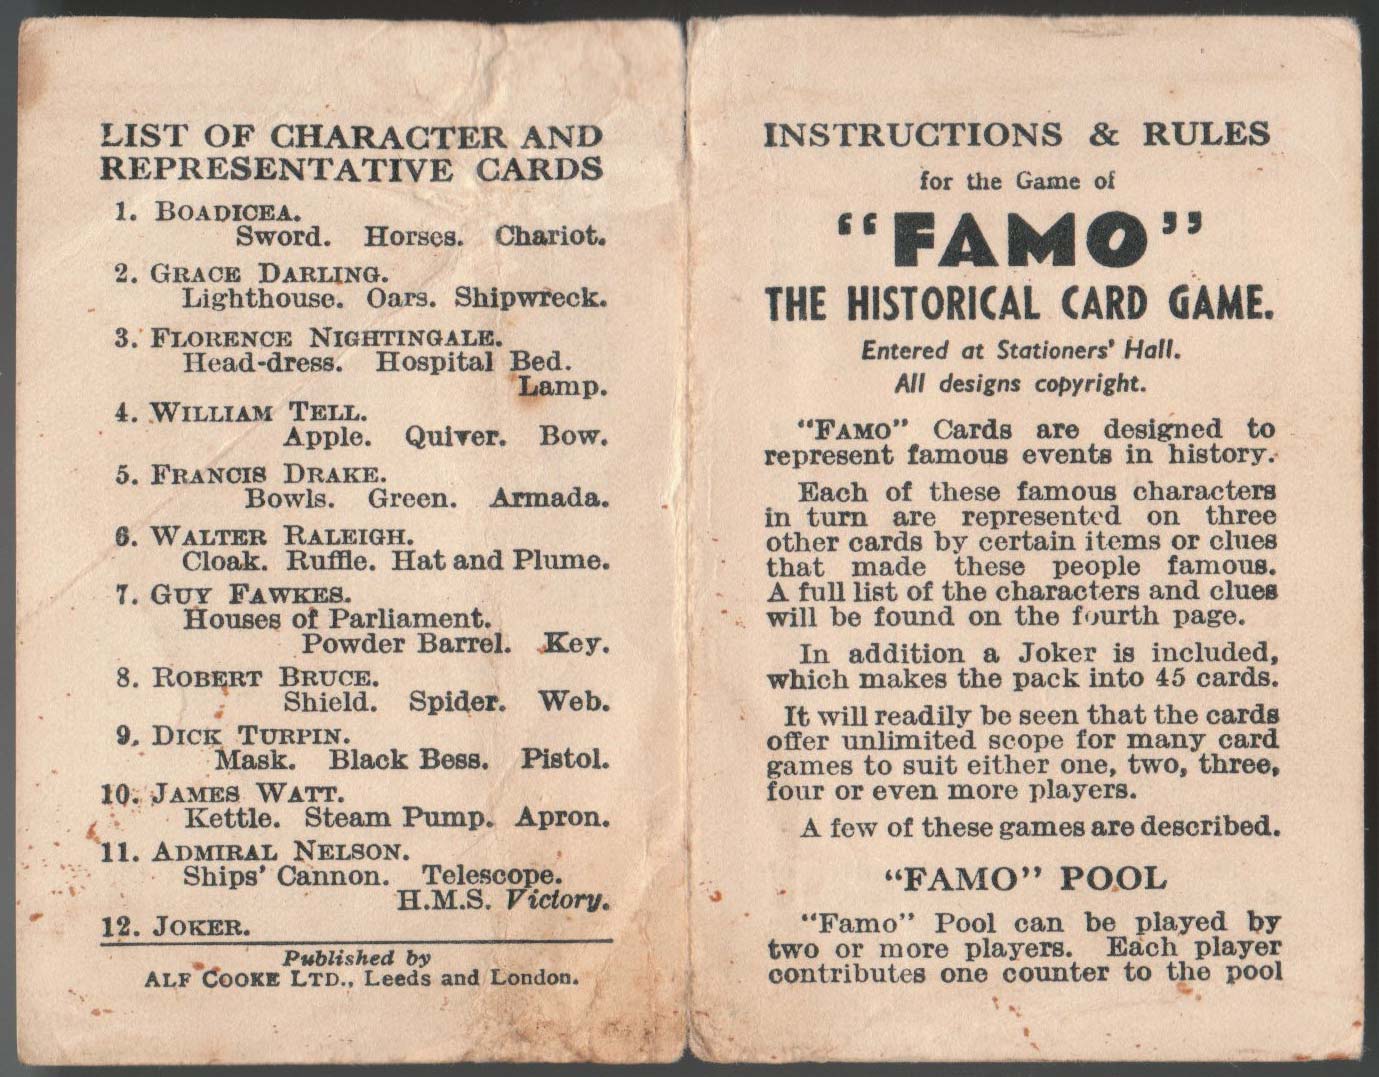 LIST OF CHARACTER AND
REPRESENTATIVE CARDS
1. BOADICEA.
Sword. Horses. Chariot.
2. GRACE DARLING.
Lighthouse. Oars. Shipwreck.
3. FLORENCE NIGHTINGALE.
Head-dress. Hospital Bed.
Lamp.
4. WILLIAM TELL.
Apple. Quiver. Bow.
5. FRANCIS DRAKE.
Bowls. Green. Armada.
6. WALTER RALEIGH.
Cloak. Ruffle. Hat and Plume.
7. GUY FAWKES.
Houses of Parliament.
Powder Barrel. Key.
8. ROBERT BRUCE.
Shield. Spider. Web.
9. DICK TURPIN.
Mask. Black Bess. Pistol.
10. JAMES WATT.
Kettle. Steam Pump. Apron.
11. ADMIRAL NELSON.
Ships' Cannon. Telescope.
H.M.S. Victory.
12. JOKER.
Published by
ALF COOKE LTD., Leeds and London.
INSTRUCTIONS & RULES
for the Game of
"FAMO"
THE HISTORICAL CARD GAME.
Entered at Stationers' Hall.
All designs copyright.
"FAMO" Cards are designed to
represent famous events in history.
Each of these famous characters
in turn are represented on three
other cards by certain items or clues
that made these people famous.
A full list of the characters and clues
will be found on the fourth page.
In addition a Joker is included,
which makes the pack into 45 cards.
It will readily be seen that the cards
offer unlimited scope for many card
games to suit either one, two, three,
four or even more players.
A few of these games are described.
"FAMO" POOL
"Famo" Pool can be played by
two or more players. Each player
contributes one counter to the pool